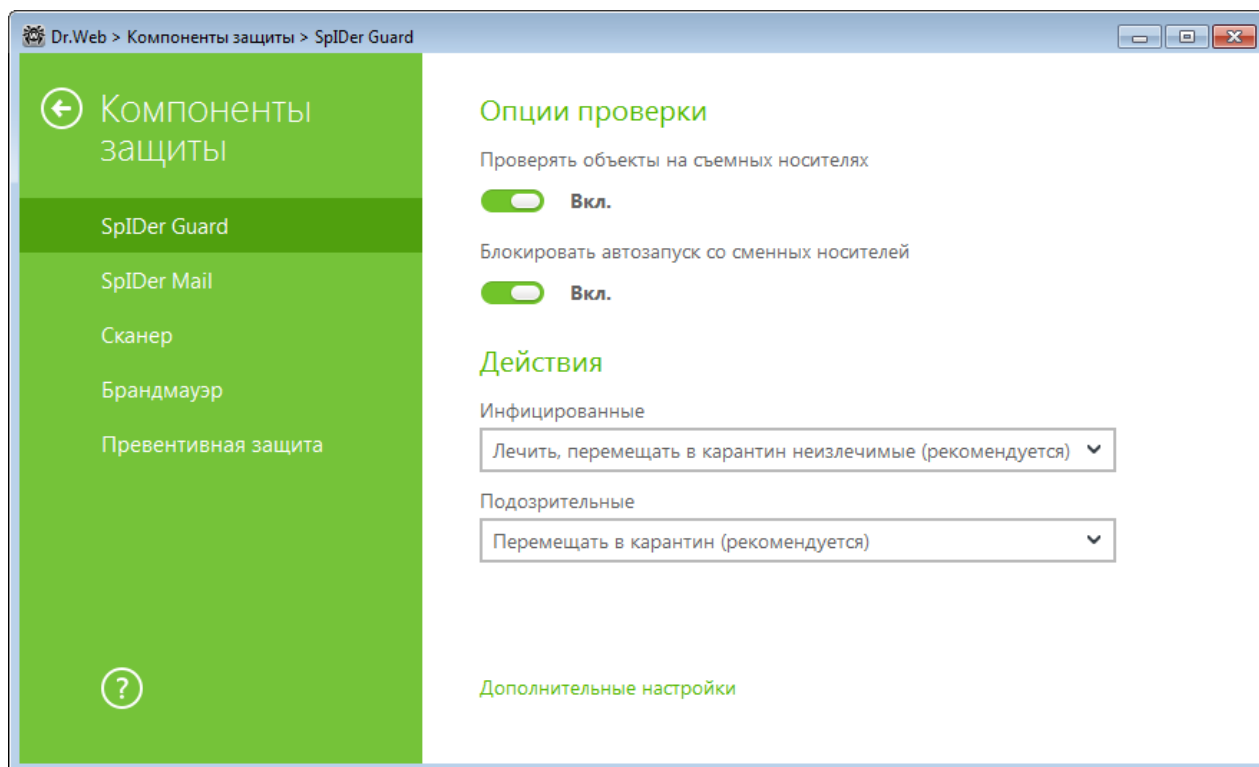 Dr.Web > Компоненты защиты > SpIDer Guard
Компоненты
защиты
SpIDer Guard
SpIDer Mail
Сканер
Брандмауэр
Превентивная защита
?
Опции проверки
Проверять объекты на съемных носителях
Вкл.
Блокировать автозапуск со сменных носителей
Вкл.
Действия
Инфицированные
Лечить, перемещать в карантин неизлечимые (рекомендуется)
Подозрительные
Перемещать в карантин (рекомендуется)
Дополнительные настройки